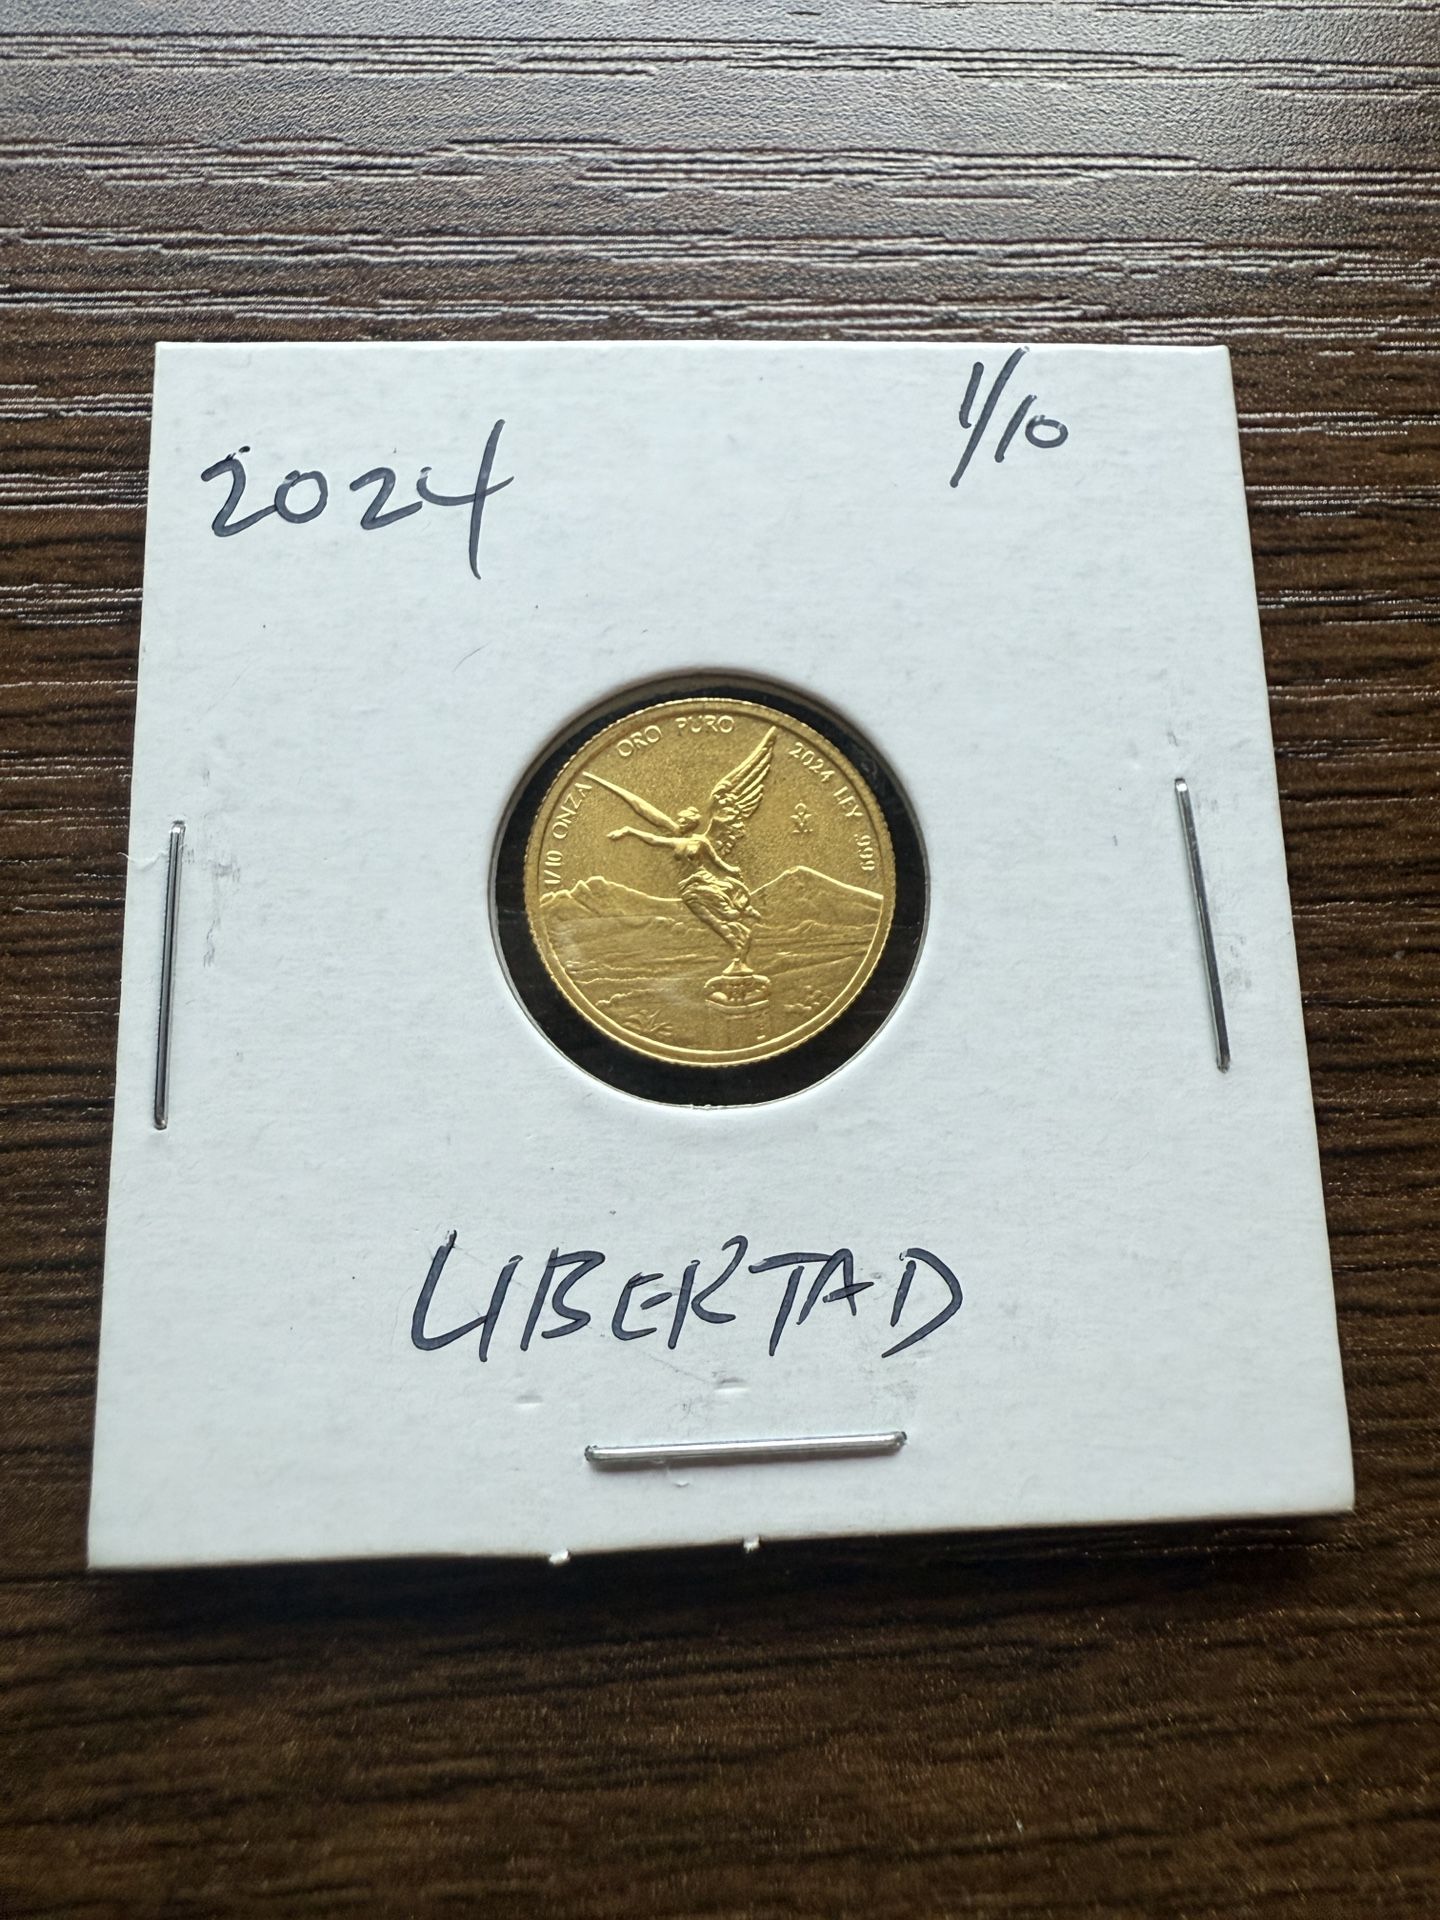 2024
1/10
1/10 ONZA ORO PURO 2024 LEY .999
LIBERTAD